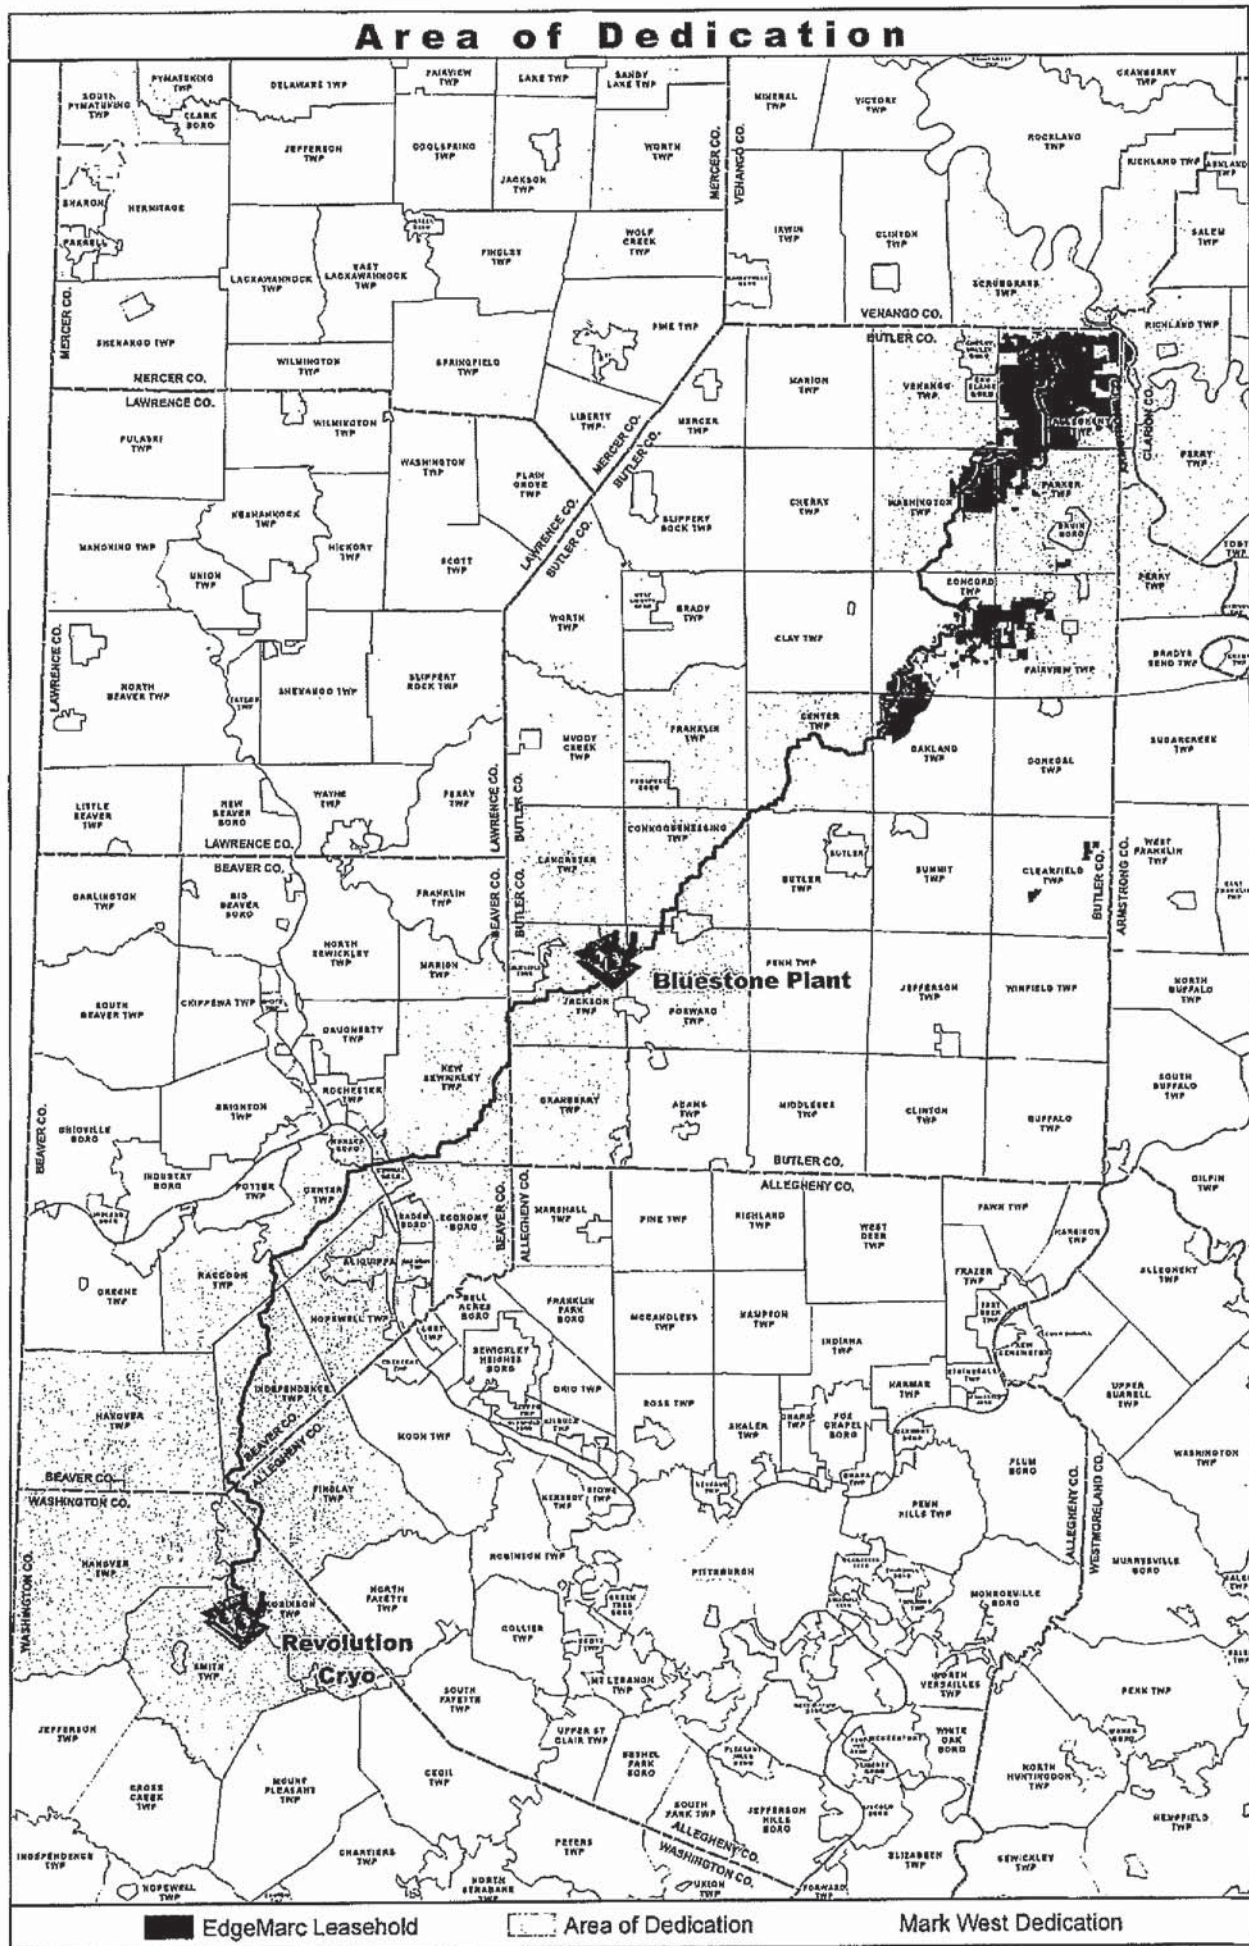 Area of Dedication
SOUTH PYMATUNING TWP
PYMATUNING TWP
CLARK BORO
DELAWARE TWP
FAIRVIEW TWP
LAKE TWP
SANDY LAKE TWP
MINERAL TWP
VICTORY TWP
CRANBERRY TWP
ROCKLAND TWP
JEFFERSON TWP
COOLSPRING TWP
JACKSON TWP
WORTH TWP
MERCER CO.
VENANGO CO.
RICHLAND TWP
SHARON
HERMITAGE
FARRELL
LACKAWANNOCK TWP
EAST LACKAWANNOCK TWP
FINDLEY TWP
WOLF CREEK TWP
IRWIN TWP
CLINTON TWP
SALEM TWP
SCRUBGRASS TWP
MERCER CO.
SHENANGO TWP
PINE TWP
VENANGO CO.
BUTLER CO.
RICHLAND TWP
WILMINGTON TWP
SPRINGFIELD TWP
MARION TWP
VENANGO TWP
MERCER CO.
LAWRENCE CO.
PULASKI TWP
WILMINGTON TWP
LIBERTY TWP
MERCER CO.
BUTLER CO.
MERCER TWP
CLARION CO.
WASHINGTON TWP
PLAIN GROVE TWP
CHERRY TWP
WASHINGTON TWP
PARKER TWP
PERRY TWP
NESHANNOCK TWP
SLIPPERY ROCK TWP
BRUIN BORO
MAHONING TWP
HICKORY TWP
SCOTT TWP
LAWRENCE CO.
BUTLER CO.
UNION TWP
CONCORD TWP
PERRY TWP
WORTH TWP
BRADY TWP
CLAY TWP
LAWRENCE CO.
NORTH BEAVER TWP
TAYLOR TWP
SHENANGO TWP
SLIPPERY ROCK TWP
FAIRVIEW TWP
BRADYS BEND TWP
MUDDY CREEK TWP
FRANKLIN TWP
CENTER TWP
OAKLAND TWP
DONEGAL TWP
SUGARCREEK TWP
PROSPECT BORO
LITTLE BEAVER TWP
NEW BEAVER BORO
WAYNE TWP
PERRY TWP
LAWRENCE CO.
BUTLER CO.
CONNOQUENESSING TWP
LAWRENCE CO.
BEAVER CO.
LANCASTER TWP
BUTLER TWP
BUTLER
SUMMIT TWP
CLEARFIELD TWP
BUTLER CO.
ARMSTRONG CO.
WEST FRANKLIN TWP
DARLINGTON TWP
BIG BEAVER BORO
FRANKLIN TWP
BEAVER CO.
BUTLER CO.
NORTH SEWICKLEY TWP
MARION TWP
Bluestone Plant
PENN TWP
JEFFERSON TWP
WINFIELD TWP
NORTH BUFFALO TWP
SOUTH BEAVER TWP
CHIPPEWA TWP
DAUGHERTY TWP
JACKSON TWP
FORWARD TWP
NEW SEWICKLEY TWP
BRIGHTON TWP
ROCHESTER TWP
CRANBERRY TWP
ADAMS TWP
MIDDLESEX TWP
CLINTON TWP
BUFFALO TWP
SOUTH BUFFALO TWP
BEAVER CO.
OHIOVILLE BORO
INDUSTRY BORO
POTTER TWP
MONACA BORO
CENTER TWP
BUTLER CO.
ALLEGHENY CO.
GILPIN TWP
BADEN BORO
ECONOMY BORO
BEAVER CO.
ALLEGHENY CO.
MARSHALL TWP
PINE TWP
RICHLAND TWP
WEST DEER TWP
FAWN TWP
HARRISON TWP
GREENE TWP
RACCOON TWP
ALIQUIPPA
FRAZER TWP
ALLEGHENY TWP
HOPEWELL TWP
BELL ACRES BORO
FRANKLIN PARK BORO
MCCANDLESS TWP
HAMPTON TWP
INDIANA TWP
SEWICKLEY HEIGHTS BORO
HANOVER TWP
INDEPENDENCE TWP
OHIO TWP
ROSS TWP
SHALER TWP
FOX CHAPEL BORO
HARMAR TWP
UPPER BURRELL TWP
MOON TWP
BEAVER CO.
ALLEGHENY CO.
BEAVER CO.
WASHINGTON CO.
FINDLAY TWP
KENNEDY TWP
STOWE TWP
PENN HILLS TWP
PLUM BORO
ALLEGHENY CO.
WESTMORELAND CO.
WASHINGTON TWP
WASHINGTON CO.
HANOVER TWP
ROBINSON TWP
PITTSBURGH
MURRYSVILLE BORO
ROBINSON TWP
NORTH FAYETTE TWP
COLLIER TWP
GREEN TREE BORO
SCOTT TWP
MONROEVILLE BORO
Revolution Cryo
SMITH TWP
MT LEBANON TWP
NORTH VERSAILLES TWP
PENN TWP
JEFFERSON TWP
SOUTH FAYETTE TWP
UPPER ST CLAIR TWP
BETHEL PARK BORO
WHITE OAK BORO
NORTH HUNTINGDON TWP
CROSS CREEK TWP
MOUNT PLEASANT TWP
CECIL TWP
SOUTH PARK TWP
JEFFERSON HILLS BORO
LINCOLN BORO
HEMPFIELD TWP
ALLEGHENY CO.
WASHINGTON CO.
INDEPENDENCE TWP
HOPEWELL TWP
CHARTIERS TWP
NORTH STRABANE TWP
PETERS TWP
UNION TWP
FORWARD TWP
ELIZABETH TWP
SEWICKLEY TWP
EdgeMarc Leasehold
Area of Dedication
Mark West Dedication